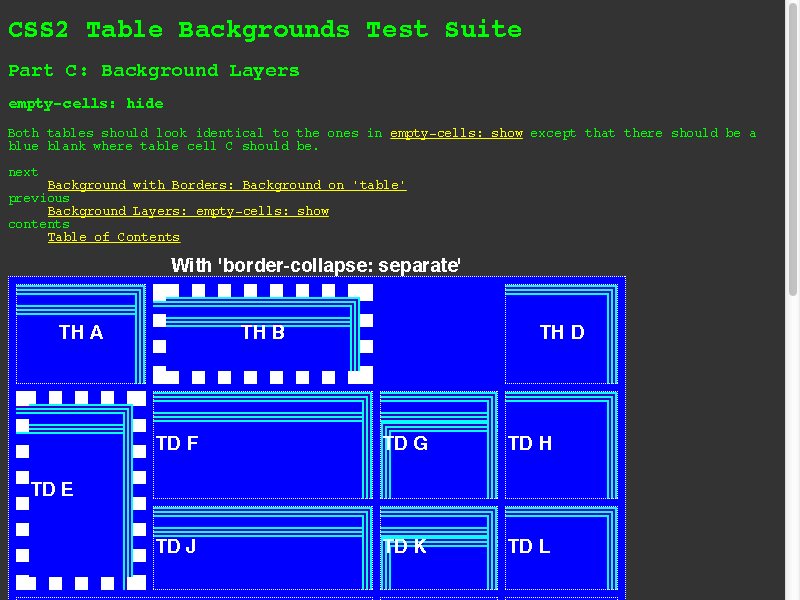 CSS2 Table Backgrounds Test Suite
Part C: Background Layers
empty-cells: hide
Both tables should look identical to the ones in empty-cells: show except that there should be a
blue blank where table cell C should be.
next
Background with Borders: Background on 'table'
previous
Background Layers: empty-cells: show
contents
Table of Contents
With 'border-collapse: separate'
TH A
TH B
TH D
TD E
TD F
TD G
TD H
TD J
TD K
TD L